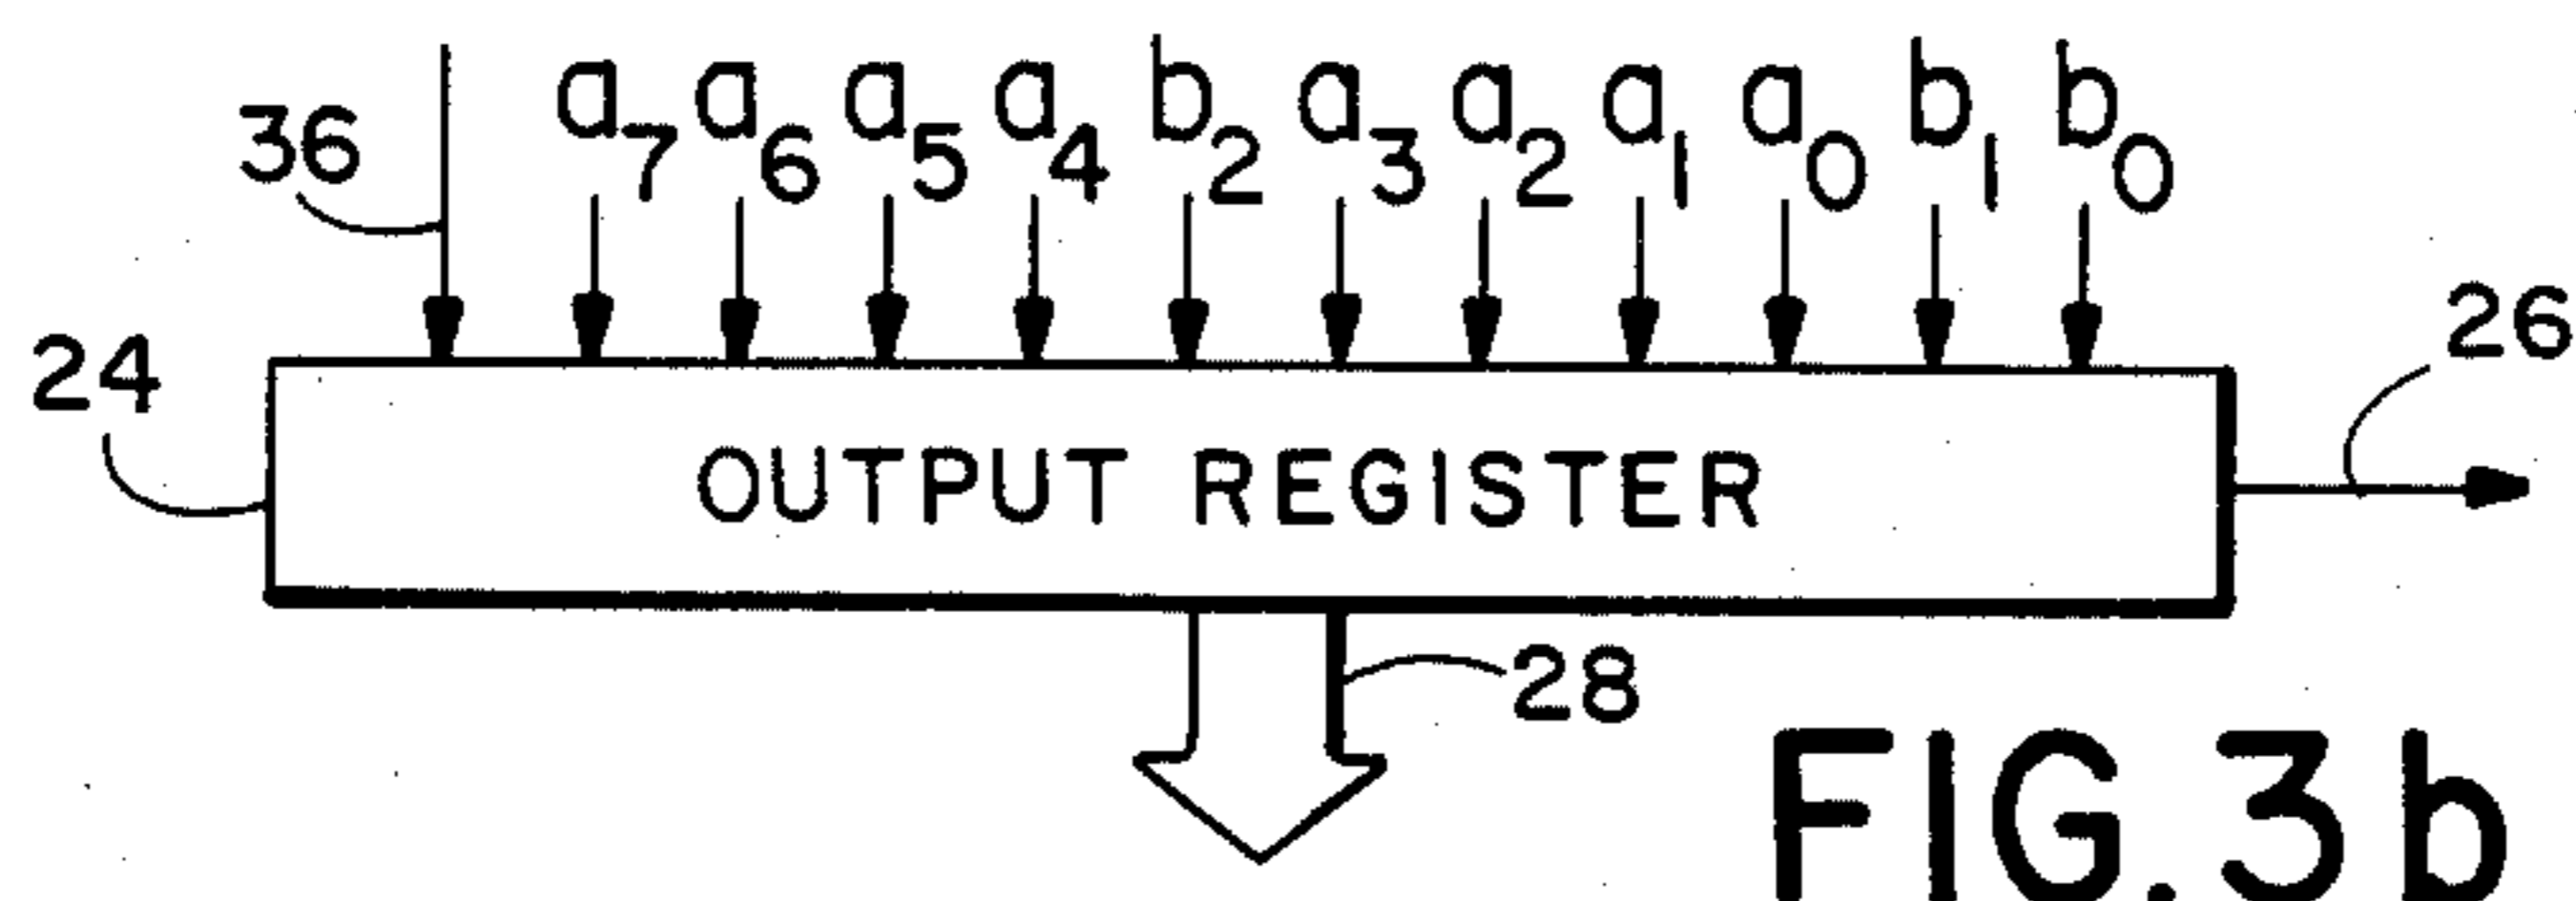 36 a7 a6 a5 a4 b2 a3 a2 a1 a0 b1 b0
24 26
OUTPUT REGISTER
28
FIG. 3b